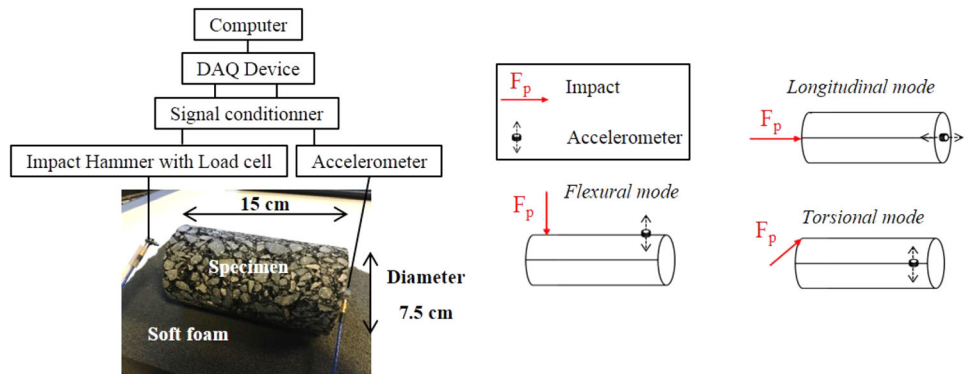 Computer
DAQ Device
Signal conditionner
Impact Hammer with Load cell
Accelerometer
15 cm
Specimen
Diameter
7.5 cm
Soft foam
Fp
Impact
Accelerometer
Flexural mode
Fp
Longitudinal mode
Fp
Torsional mode
Fp